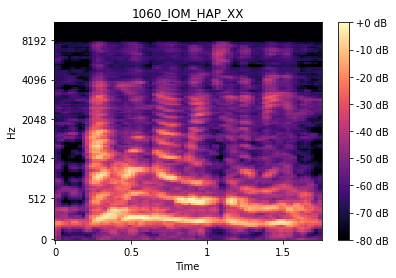 1060_IOM_HAP_XX
+0 dB
8192
-10 dB
4096
-20 dB
-30 dB
2048
Hz
-40 dB
1024
-50 dB
512
-60 dB
-70 dB
0
-80 dB
0
0.5
1
1.5
Time